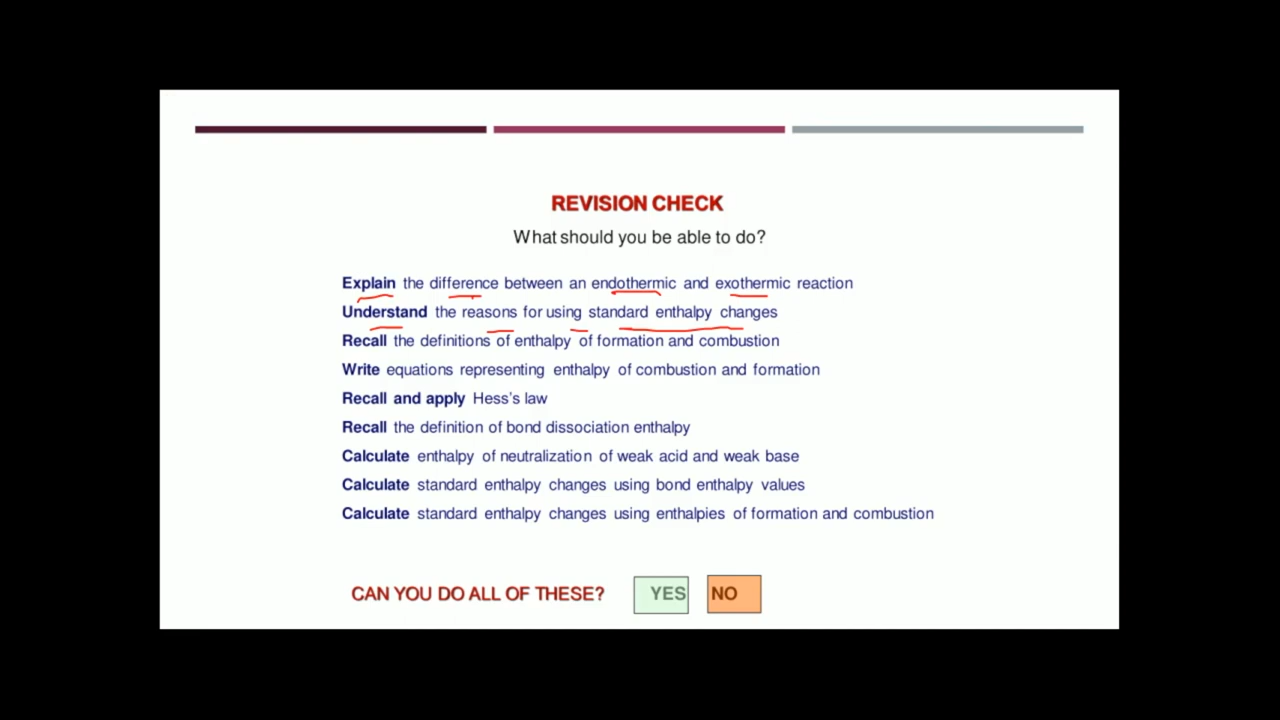 REVISION CHECK
What should you be able to do?
Explain the difference between an endothermic and exothermic reaction
Understand the reasons for using standard enthalpy changes
Recall the definitions of enthalpy of formation and combustion
Write equations representing enthalpy of combustion and formation
Recall and apply Hess's law
Recall the definition of bond dissociation enthalpy
Calculate enthalpy of neutralization of weak acid and weak base
Calculate standard enthalpy changes using bond enthalpy values
Calculate standard enthalpy changes using enthalpies of formation and combustion
CAN YOU DO ALL OF THESE? YES NO